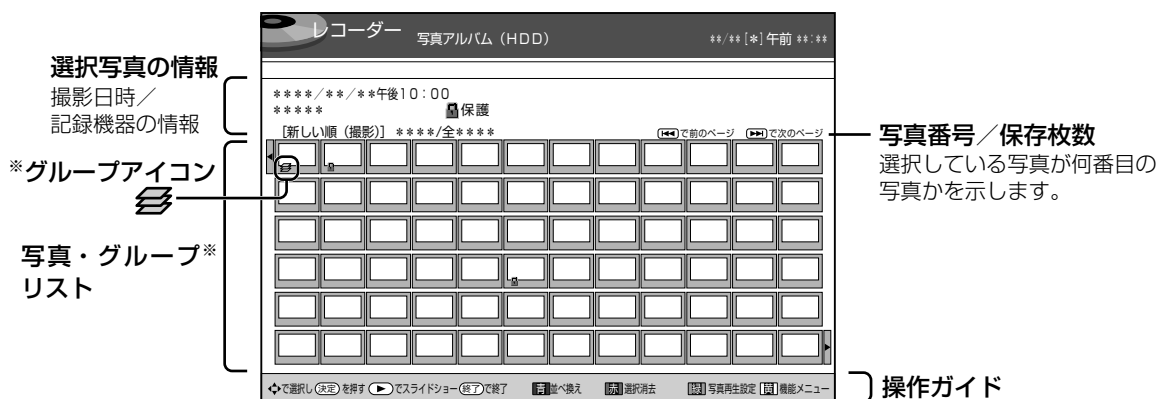 レコーダー 写真アルバム（HDD） **/**[*]午前 **:**
選択写真の情報
撮影日時／
記録機器の情報
****/**/**午後10:00
***** 保護
[新しい順（撮影）] ****/全**** で前のページ で次のページ
写真番号／保存枚数
選択している写真が何番目の
写真かを示します。
※グループアイコン
写真・グループ※
リスト
で選択し 決定 を押す でスライドショー 終了 で終了 青 並べ換え 赤 選択消去 写真再生設定 機能メニュー
操作ガイド